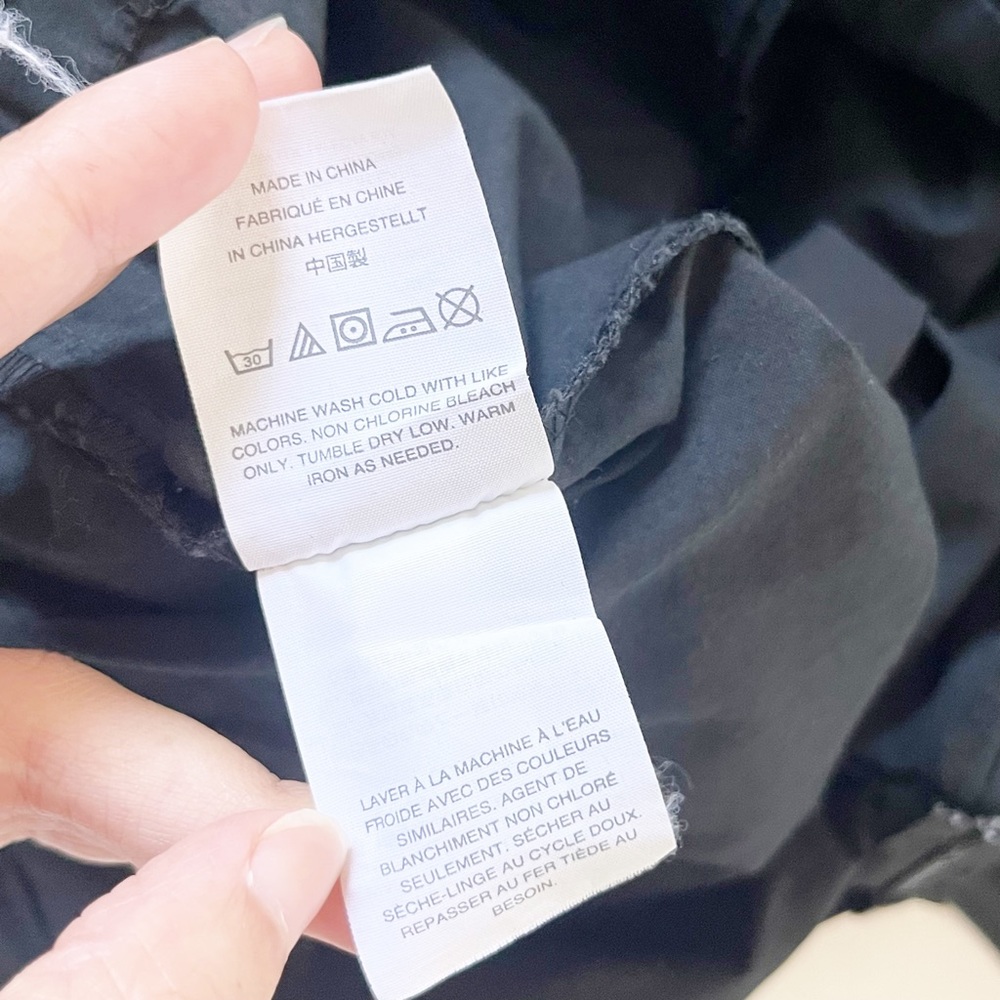 MADE IN CHINA
FABRIQUÉ EN CHINE
IN CHINA HERGESTELLT
中国製
30
MACHINE WASH COLD WITH LIKE
COLORS. NON CHLORINE BLEACH
ONLY. TUMBLE DRY LOW. WARM
IRON AS NEEDED.
LAVER À LA MACHINE À L'EAU
FROIDE AVEC DES COULEURS
SIMILAIRES. AGENT DE
BLANCHIMENT NON CHLORÉ
SEULEMENT. SÉCHER AU
SÈCHE-LINGE AU CYCLE DOUX.
REPASSER AU FER TIÈDE AU
BESOIN.